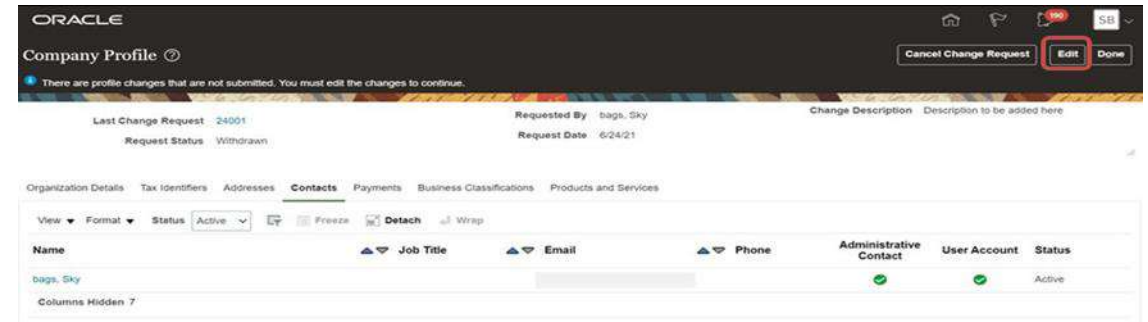 ORACLE
190
SB
Company Profile ?
Cancel Change Request Edit Done
There are profile changes that are not submitted. You must edit the changes to continue.
Last Change Request 24001 Requested By bags, Sky Change Description Description to be added here
Request Status Withdrawn Request Date 6/24/21
Organization Details Tax Identifiers Addresses Contacts Payments Business Classifications Products and Services
View Format Status Active Freeze Detach Wrap
Name Job Title Email Phone Administrative Contact User Account Status
bags, Sky Active
Columns Hidden 7